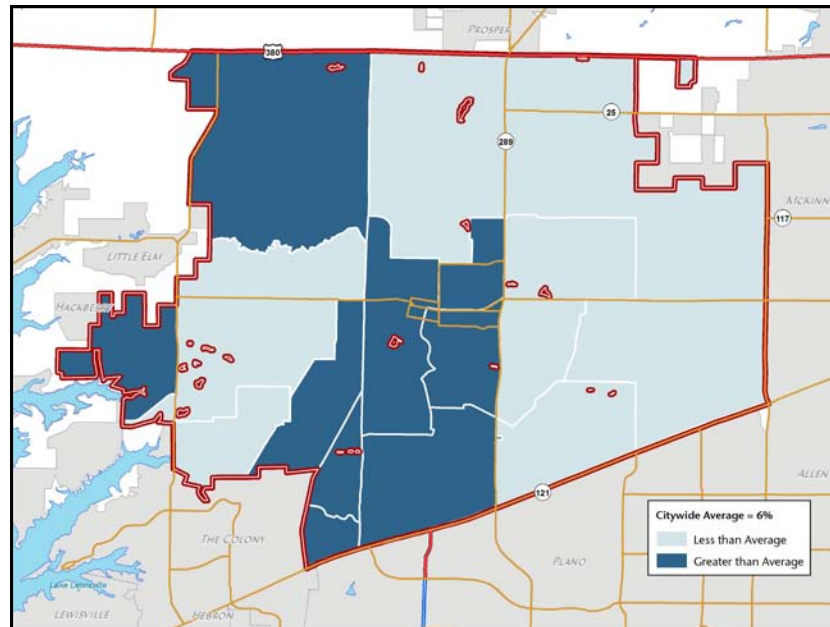 PROSPER
380
25
289
MCKINN
117
LITTLE ELM
HACKBE
121
ALLEN
Citywide Average = 6%
Less than Average
Greater than Average
THE COLONY
PLANO
Lake Lewisville
LEWISVILLE
HEBRON